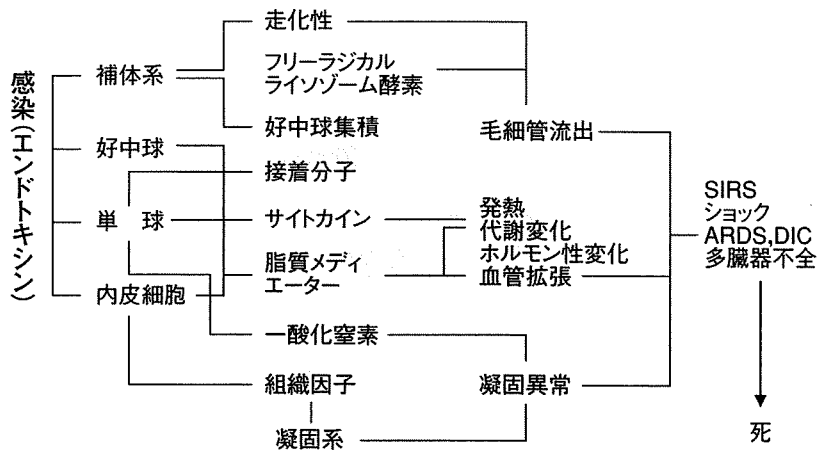 感染(エンドトキシン)
補体系
好中球
単 球
内皮細胞
走化性
フリーラジカル
ライソゾーム酵素
好中球集積
接着分子
サイトカイン
脂質メディ
エーター
一酸化窒素
組織因子
凝固系
毛細管流出
発熱
代謝変化
ホルモン性変化
血管拡張
凝固異常
SIRS
ショック
ARDS,DIC
多臓器不全
死